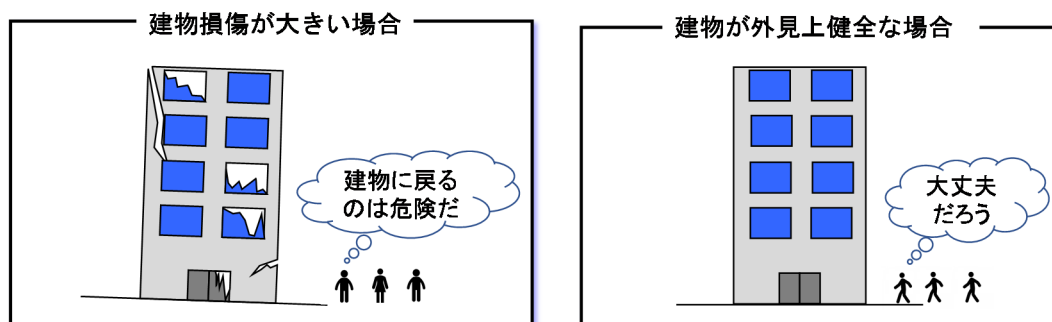 建物損傷が大きい場合
建物に戻る
のは危険だ
建物が外見上健全な場合
大丈夫
だろう